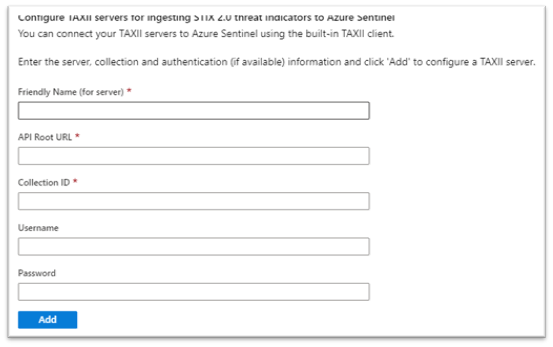 Configure TAXII servers for ingesting STIX 2.0 threat indicators to Azure Sentinel
You can connect your TAXII servers to Azure Sentinel using the built-in TAXII client.
Enter the server, collection and authentication (if available) information and click 'Add' to configure a TAXII server.
Friendly Name (for server) *
API Root URL *
Collection ID *
Username
Password
Add